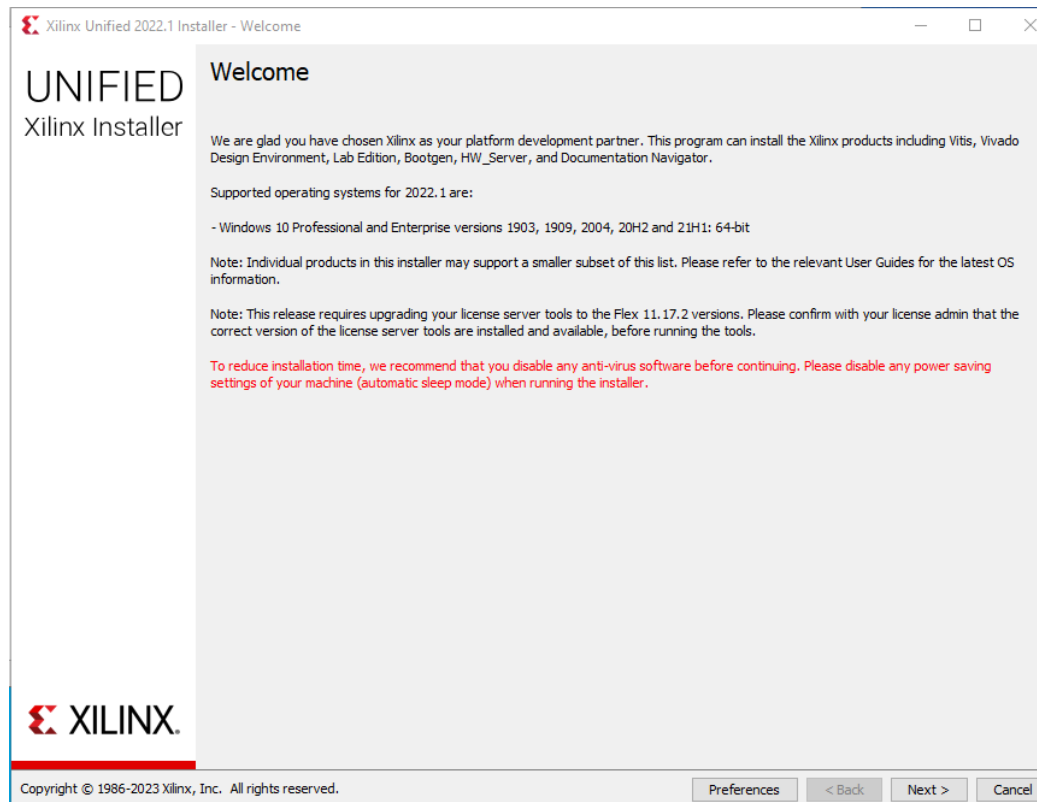 Xilinx Unified 2022.1 Installer - Welcome
UNIFIED
Xilinx Installer
Welcome
We are glad you have chosen Xilinx as your platform development partner. This program can install the Xilinx products including Vitis, Vivado
Design Environment, Lab Edition, Bootgen, HW_Server, and Documentation Navigator.
Supported operating systems for 2022.1 are:
- Windows 10 Professional and Enterprise versions 1903, 1909, 2004, 20H2 and 21H1: 64-bit
Note: Individual products in this installer may support a smaller subset of this list. Please refer to the relevant User Guides for the latest OS
information.
Note: This release requires upgrading your license server tools to the Flex 11.17.2 versions. Please confirm with your license admin that the
correct version of the license server tools are installed and available, before running the tools.
To reduce installation time, we recommend that you disable any anti-virus software before continuing. Please disable any power saving
settings of your machine (automatic sleep mode) when running the installer.
XILINX.
Copyright © 1986-2023 Xilinx, Inc. All rights reserved.
Preferences
< Back
Next >
Cancel